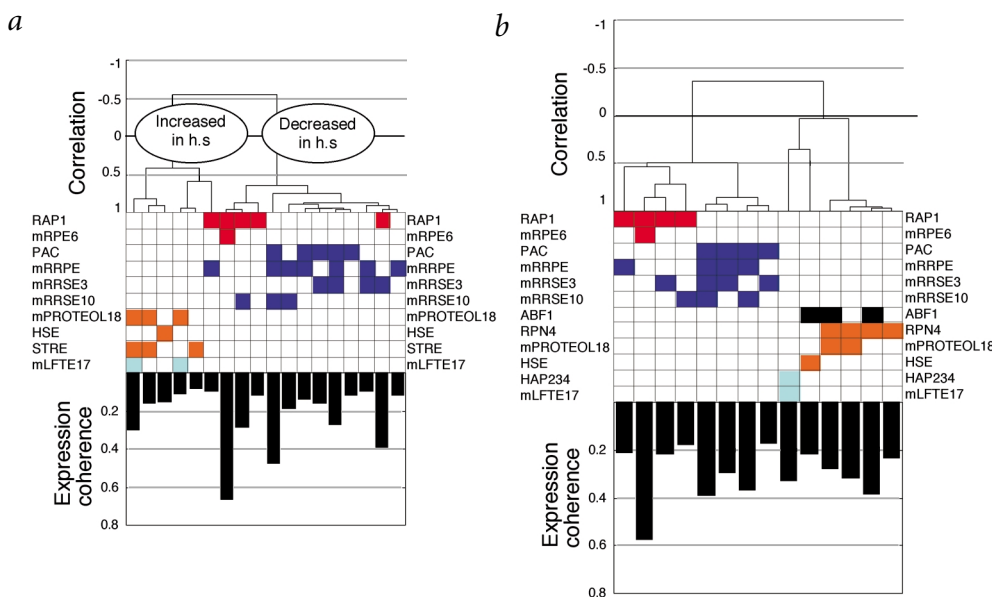 a
-1
-0.5
0
0.5
1
Correlation
Increased
in h.s
Decreased
in h.s
RAP1
mRPE6
PAC
mRRPE
mRRSE3
mRRSE10
mPROTEOL18
HSE
STRE
mLFTE17
RAP1
mRPE6
PAC
mRRPE
mRRSE3
mRRSE10
mPROTEOL18
HSE
STRE
mLFTE17
0.2
0.4
0.6
0.8
Expression
coherence
b
-1
-0.5
0
0.5
1
Correlation
RAP1
mRPE6
PAC
mRRPE
mRRSE3
mRRSE10
ABF1
RPN4
mPROTEOL18
HSE
HAP234
mLFTE17
RAP1
mRPE6
PAC
mRRPE
mRRSE3
mRRSE10
ABF1
RPN4
mPROTEOL18
HSE
HAP234
mLFTE17
0.2
0.4
0.6
0.8
Expression
coherence